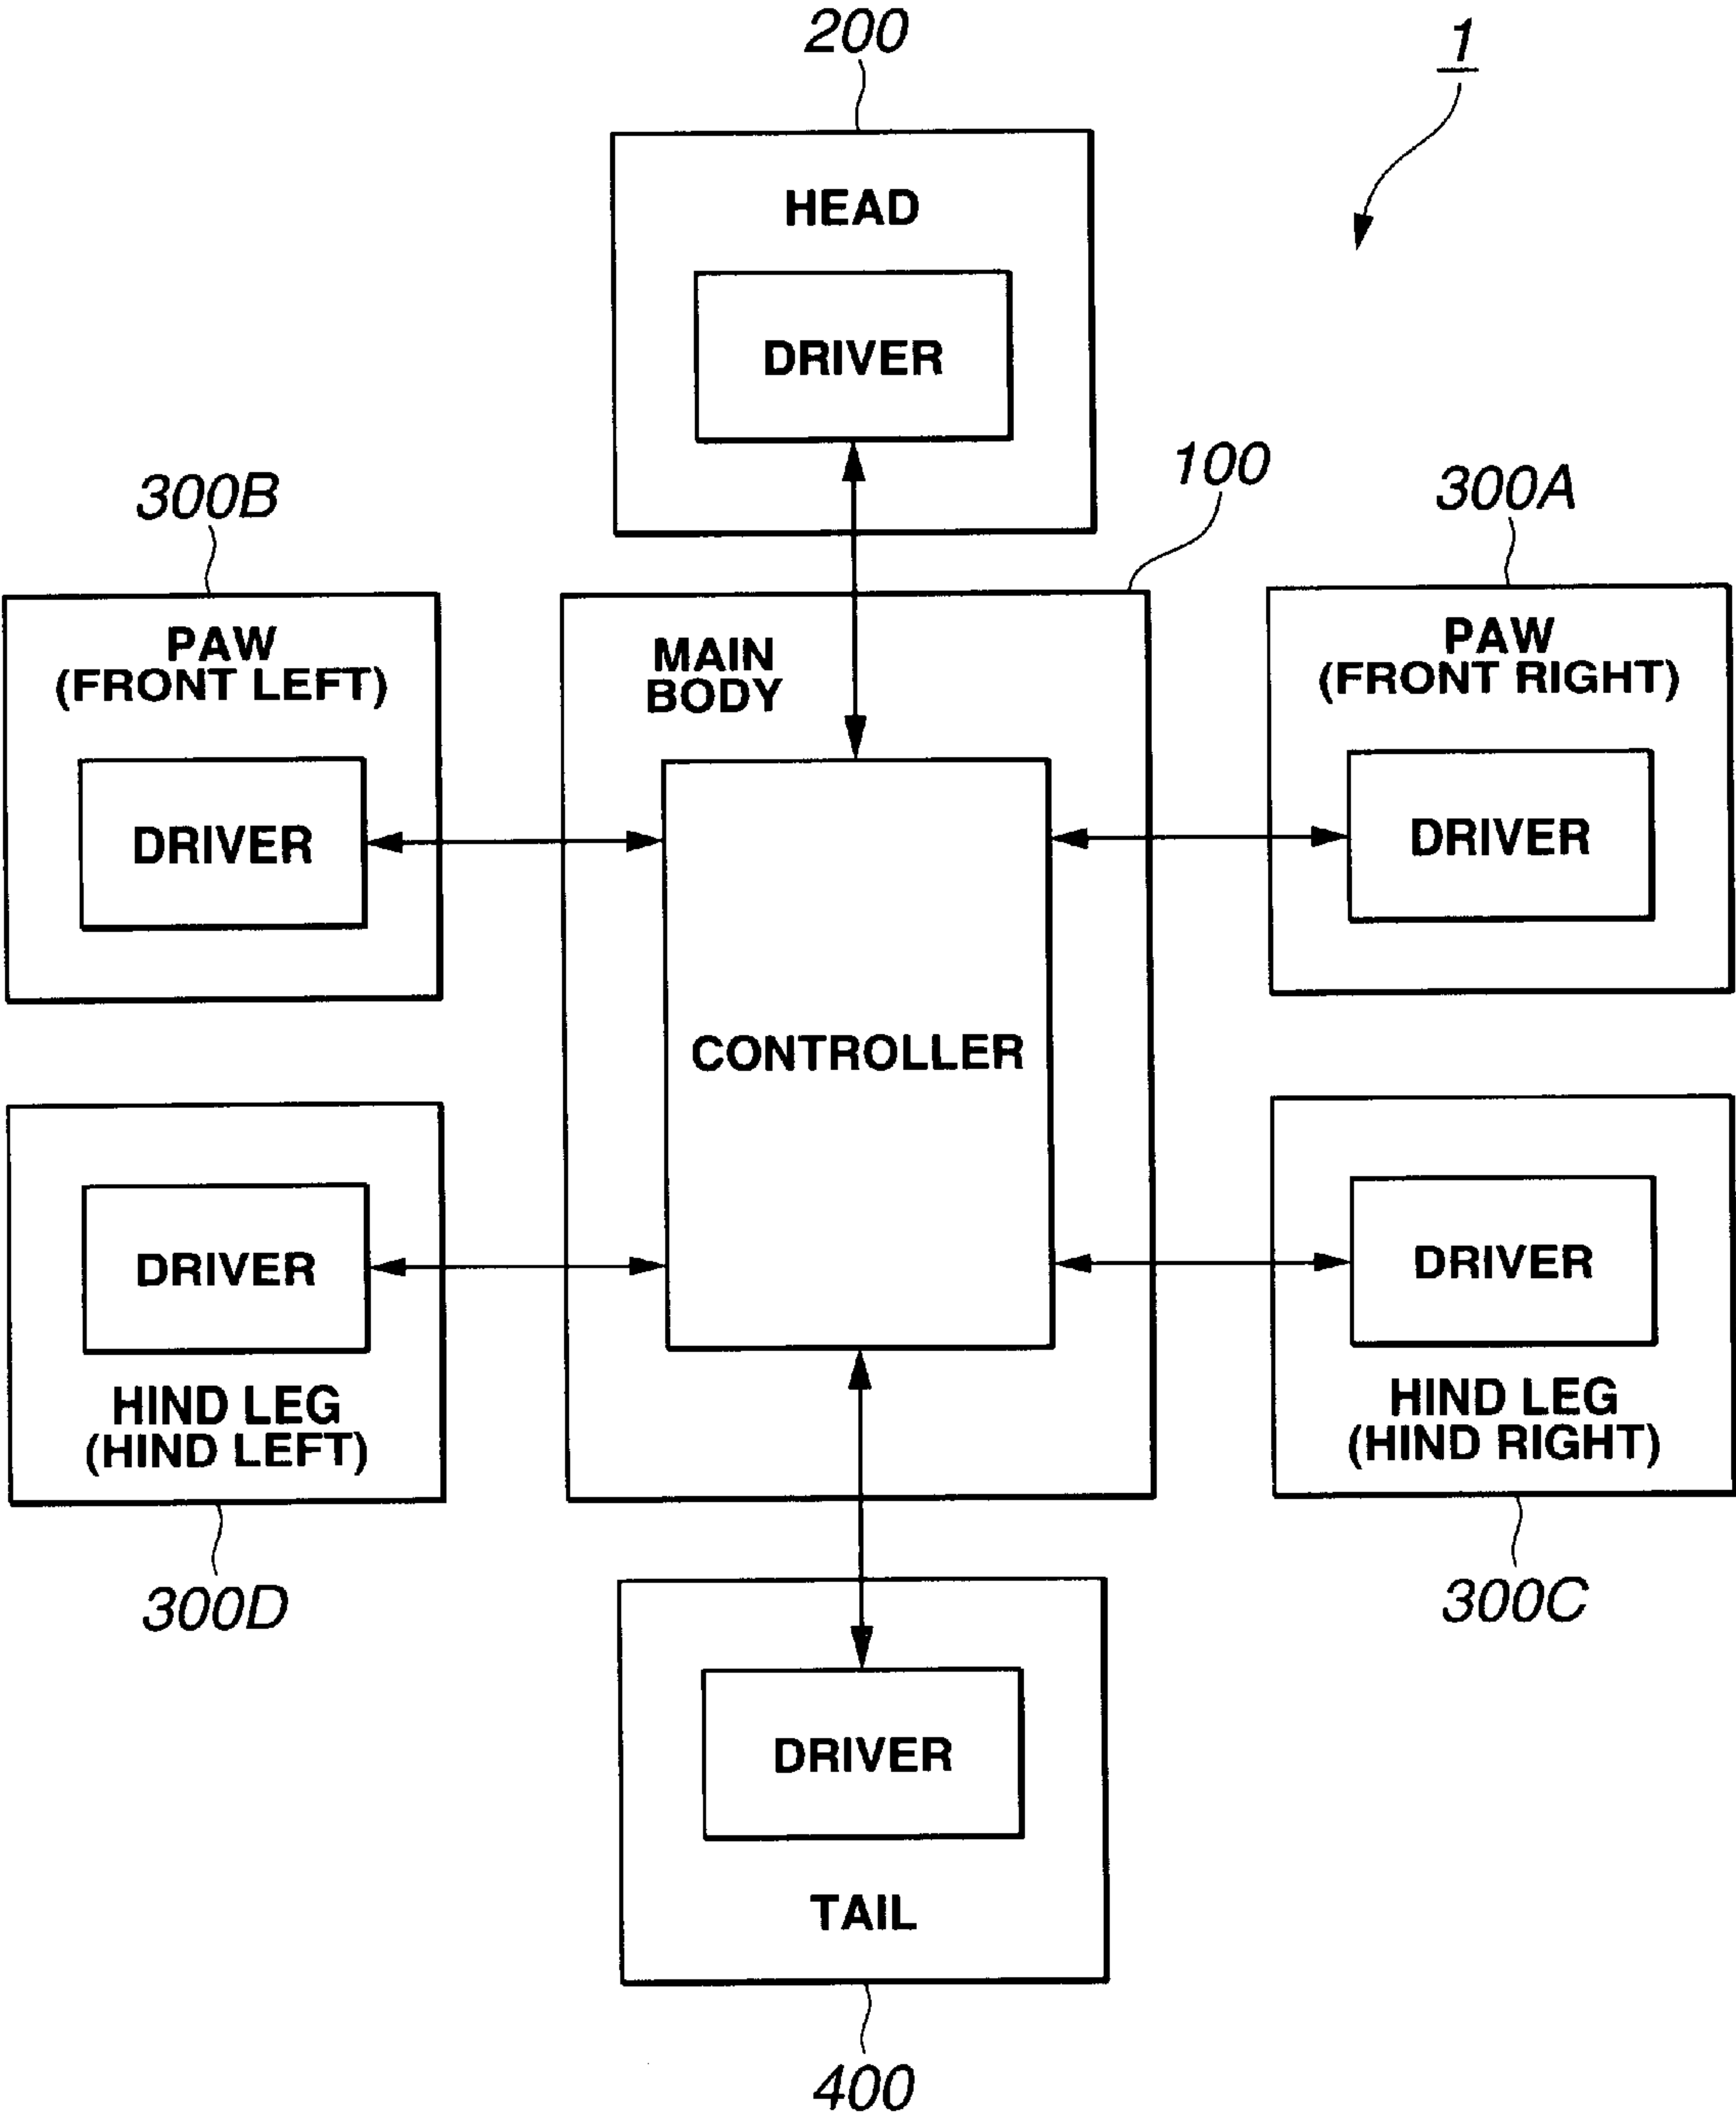 200
1
HEAD
DRIVER
100
300B
300A
PAW
(FRONT LEFT)
MAIN
BODY
PAW
(FRONT RIGHT)
DRIVER
DRIVER
CONTROLLER
DRIVER
DRIVER
HIND LEG
(HIND LEFT)
HIND LEG
(HIND RIGHT)
300D
300C
DRIVER
TAIL
400